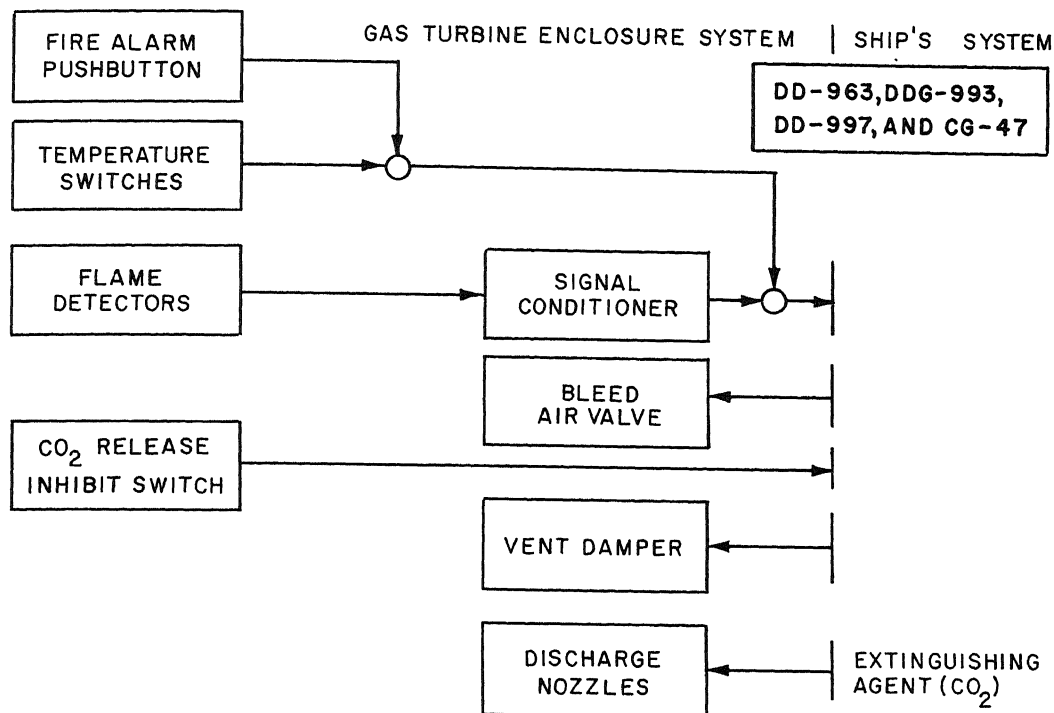 FIRE ALARM
PUSHBUTTON
GAS TURBINE ENCLOSURE SYSTEM
SHIP'S SYSTEM
DD-963, DDG-993,
DD-997, AND CG-47
TEMPERATURE
SWITCHES
FLAME
DETECTORS
SIGNAL
CONDITIONER
BLEED
AIR VALVE
CO₂ RELEASE
INHIBIT SWITCH
VENT DAMPER
DISCHARGE
NOZZLES
EXTINGUISHING
AGENT (CO₂)